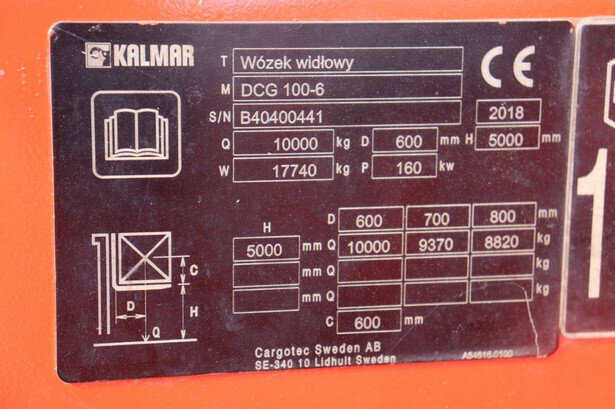 KALMAR
T Wózek widłowy
M DCG 100-6
S/N B40400441 2018
Q 10000 kg D 600 mm H 5000 mm
W 17740 kg P 160 kw
D 600 700 800 mm
H 5000 mm Q 10000 9370 8820 kg
mm Q kg
mm Q kg
C 600 mm
C
D
H
Q
Cargotec Sweden AB
SE-340 10 Lidhult Sweden
A54616.0100
CE
1